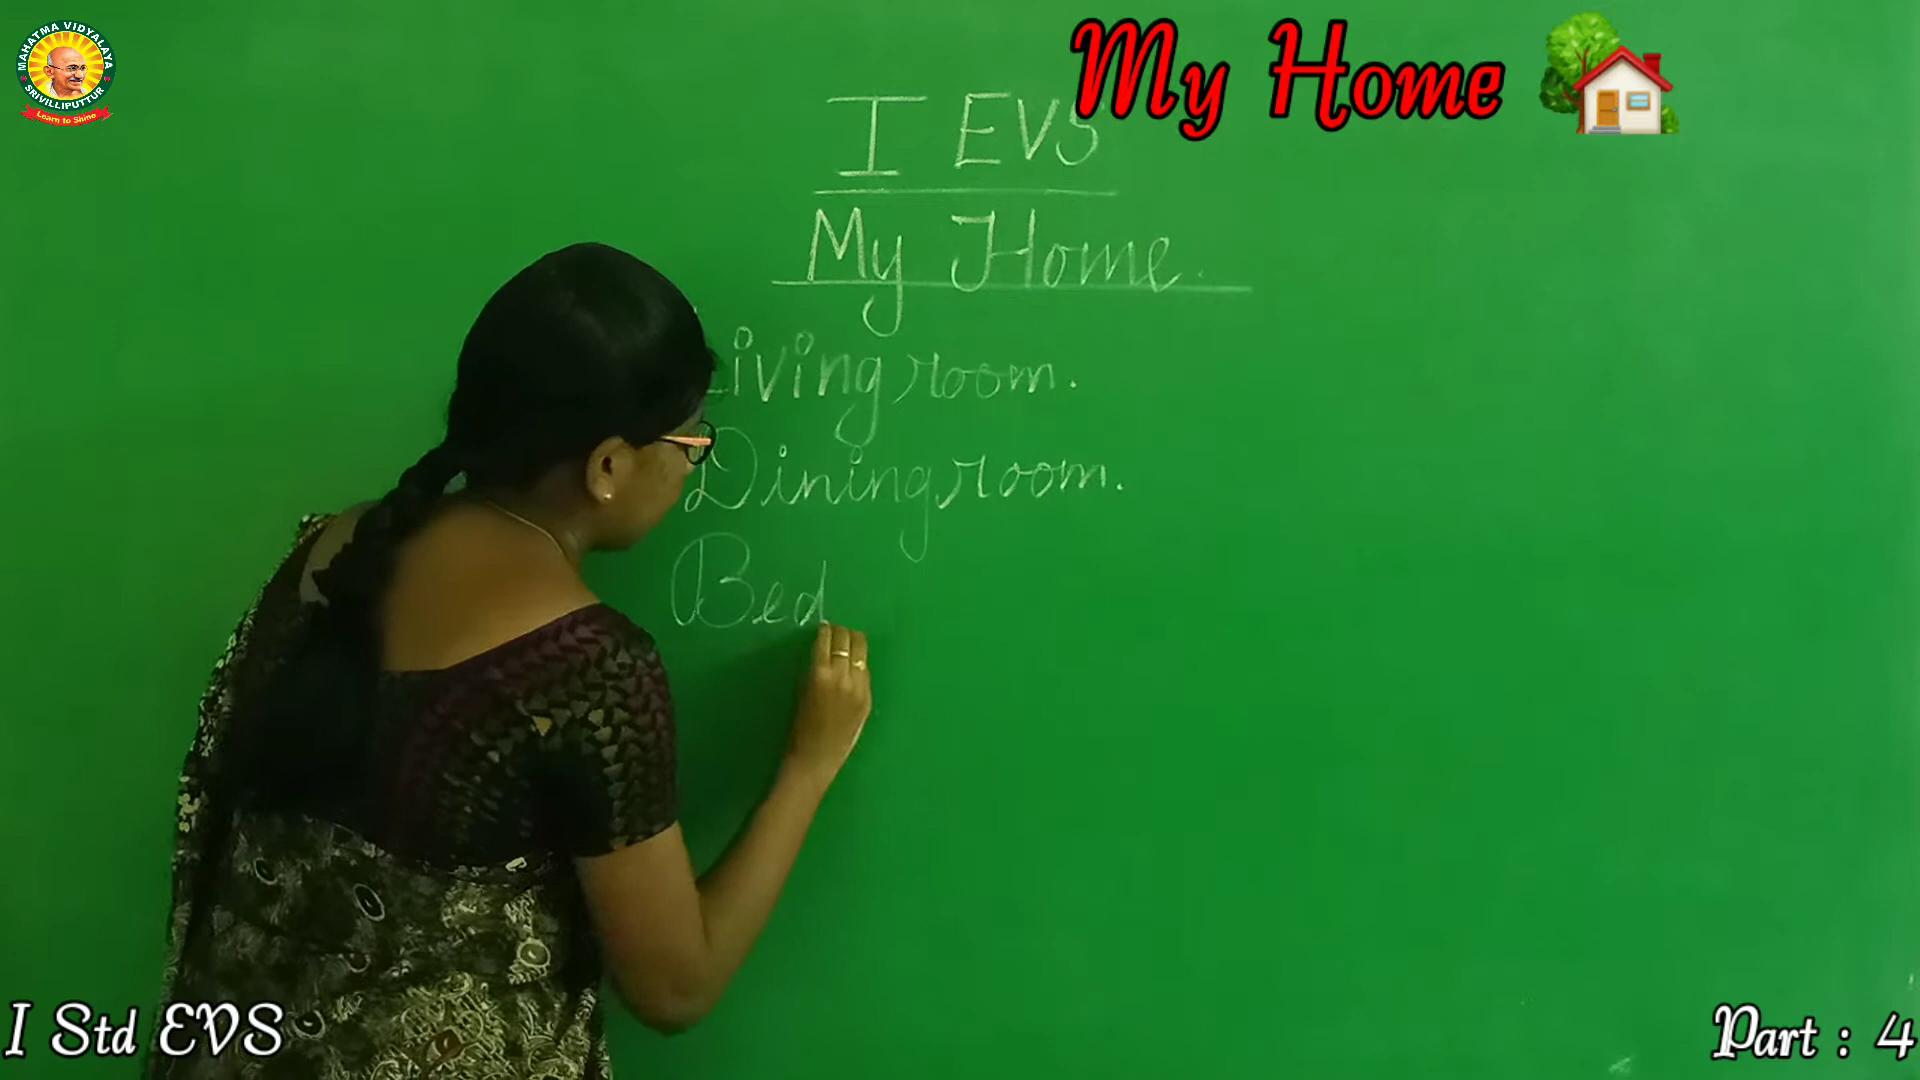 MAHATMA VIDYALAYA
SRIVILLIPUTTUR
Learn to Shine
My Home
I EVS
My Home.
Living room.
Dining room.
Bed
I Std EVS
Part : 4